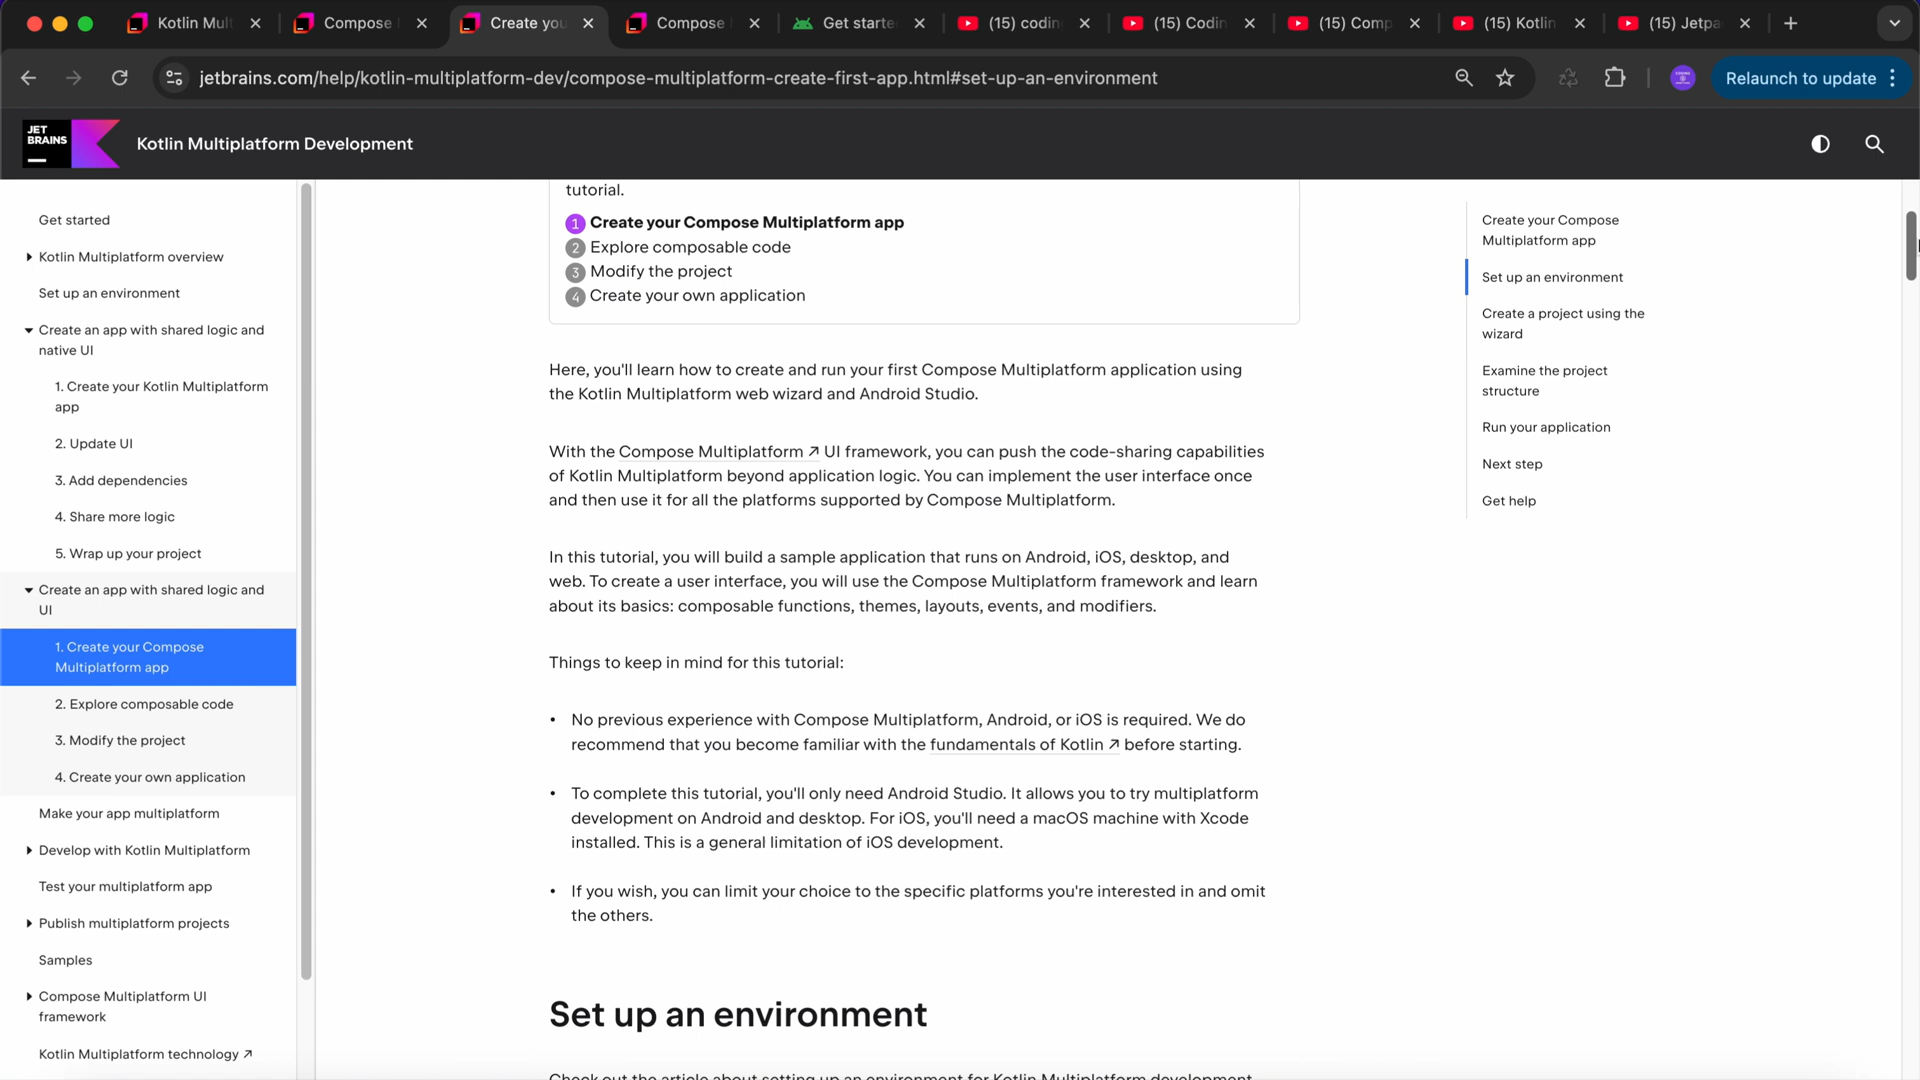 Kotlin Mult
Compose
Create you
Compose
Get starte
(15) coding
(15) Codin
(15) Comp
(15) Kotlin
(15) Jetpa
jetbrains.com/help/kotlin-multiplatform-dev/compose-multiplatform-create-first-app.html#set-up-an-environment
Relaunch to update
JET
BRAINS
Kotlin Multiplatform Development
Get started
Kotlin Multiplatform overview
Set up an environment
Create an app with shared logic and
native UI
1. Create your Kotlin Multiplatform
app
2. Update UI
3. Add dependencies
4. Share more logic
5. Wrap up your project
Create an app with shared logic and
UI
1. Create your Compose
Multiplatform app
2. Explore composable code
3. Modify the project
4. Create your own application
Make your app multiplatform
Develop with Kotlin Multiplatform
Test your multiplatform app
Publish multiplatform projects
Samples
Compose Multiplatform UI
framework
Kotlin Multiplatform technology ↗
tutorial.
1 Create your Compose Multiplatform app
2 Explore composable code
3 Modify the project
4 Create your own application
Here, you'll learn how to create and run your first Compose Multiplatform application using
the Kotlin Multiplatform web wizard and Android Studio.
With the Compose Multiplatform ↗ UI framework, you can push the code-sharing capabilities
of Kotlin Multiplatform beyond application logic. You can implement the user interface once
and then use it for all the platforms supported by Compose Multiplatform.
In this tutorial, you will build a sample application that runs on Android, iOS, desktop, and
web. To create a user interface, you will use the Compose Multiplatform framework and learn
about its basics: composable functions, themes, layouts, events, and modifiers.
Things to keep in mind for this tutorial:
• No previous experience with Compose Multiplatform, Android, or iOS is required. We do
recommend that you become familiar with the fundamentals of Kotlin ↗ before starting.
• To complete this tutorial, you'll only need Android Studio. It allows you to try multiplatform
development on Android and desktop. For iOS, you'll need a macOS machine with Xcode
installed. This is a general limitation of iOS development.
• If you wish, you can limit your choice to the specific platforms you're interested in and omit
the others.
Set up an environment
Check out the article about setting up an environment for Kotlin Multiplatform development
Create your Compose
Multiplatform app
Set up an environment
Create a project using the
wizard
Examine the project
structure
Run your application
Next step
Get help